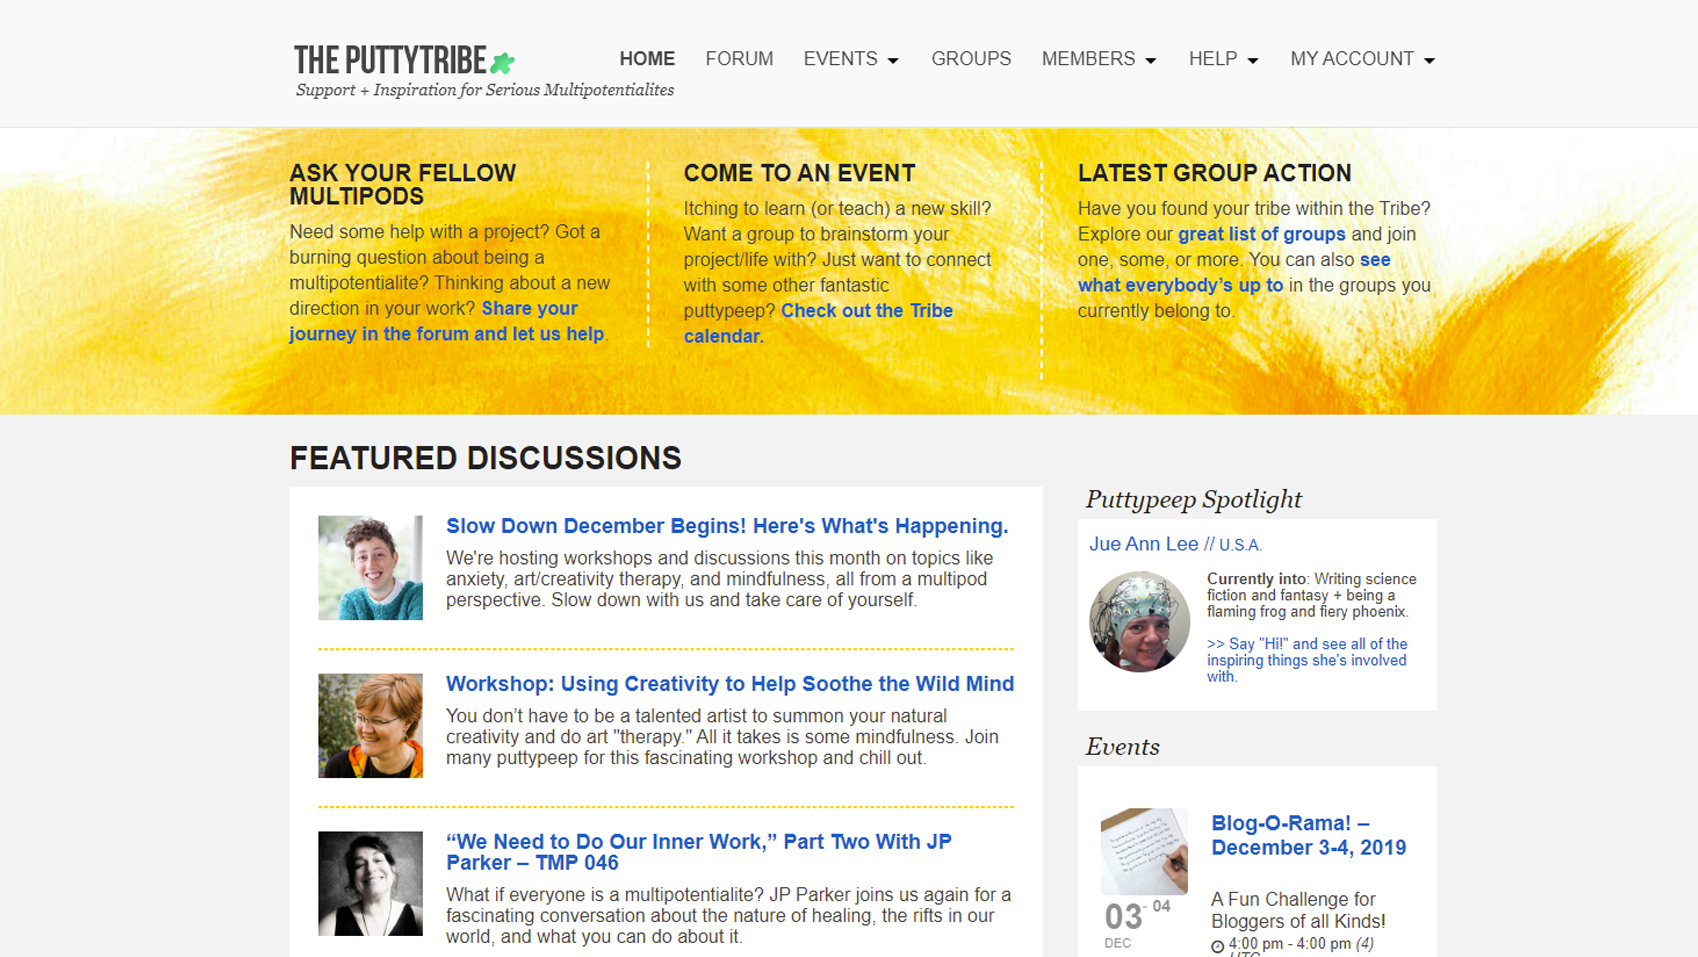 THE PUTTYTRIBE
Support + Inspiration for Serious Multipotentialites
HOME FORUM EVENTS GROUPS MEMBERS HELP MY ACCOUNT
ASK YOUR FELLOW
MULTIPODS
Need some help with a project? Got a
burning question about being a
multipotentialite? Thinking about a new
direction in your work? Share your
journey in the forum and let us help.
COME TO AN EVENT
Itching to learn (or teach) a new skill?
Want a group to brainstorm your
project/life with? Just want to connect
with some other fantastic
puttypeep? Check out the Tribe
calendar.
LATEST GROUP ACTION
Have you found your tribe within the Tribe?
Explore our great list of groups and join
one, some, or more. You can also see
what everybody’s up to in the groups you
currently belong to.
FEATURED DISCUSSIONS
Slow Down December Begins! Here's What's Happening.
We're hosting workshops and discussions this month on topics like
anxiety, art/creativity therapy, and mindfulness, all from a multipod
perspective. Slow down with us and take care of yourself.
Workshop: Using Creativity to Help Soothe the Wild Mind
You don’t have to be a talented artist to summon your natural
creativity and do art "therapy." All it takes is some mindfulness. Join
many puttypeep for this fascinating workshop and chill out.
“We Need to Do Our Inner Work,” Part Two With JP
Parker – TMP 046
What if everyone is a multipotentialite? JP Parker joins us again for a
fascinating conversation about the nature of healing, the rifts in our
world, and what you can do about it.
Puttypeep Spotlight
Jue Ann Lee // U.S.A.
Currently into: Writing science
fiction and fantasy + being a
flaming frog and fiery phoenix.
>> Say "Hi!" and see all of the
inspiring things she's involved
with.
Events
03 - 04
DEC
Blog-O-Rama! –
December 3-4, 2019
A Fun Challenge for
Bloggers of all Kinds!
4:00 pm - 4:00 pm (4)
UTC